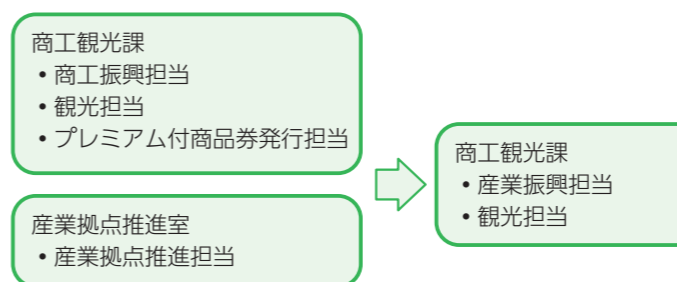 商工観光課
• 商工振興担当
• 観光担当
• プレミアム付商品券発行担当
産業拠点推進室
• 産業拠点推進担当
商工観光課
• 産業振興担当
• 観光担当